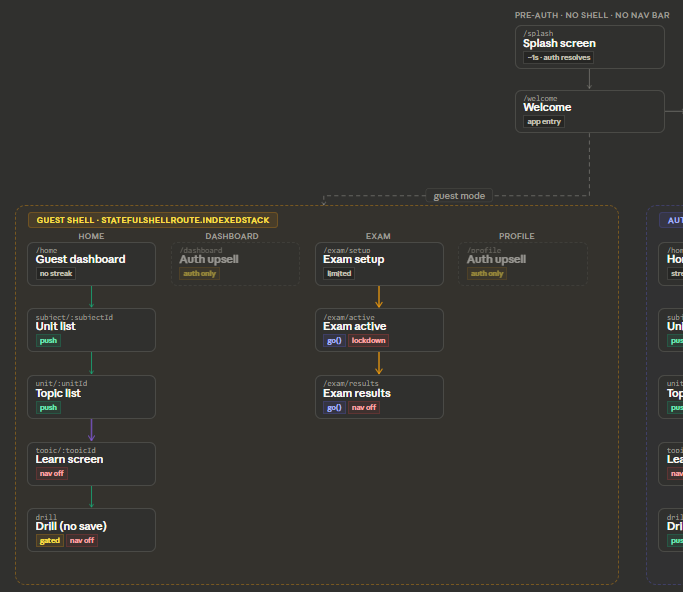 PRE-AUTH · NO SHELL · NO NAV BAR
/splash
Splash screen
~1s · auth resolves
/welcome
Welcome
app entry
guest mode
GUEST SHELL · STATEFULSHELLROUTE.INDEXEDSTACK
HOME
/home
Guest dashboard
no streak
subject/:subjectId
Unit list
push
unit/:unitId
Topic list
push
topic/:topicId
Learn screen
nav off
drill
Drill (no save)
gated nav off
DASHBOARD
/dashboard
Auth upsell
auth only
EXAM
/exam/setup
Exam setup
limited
/exam/active
Exam active
go() lockdown
/exam/results
Exam results
go() nav off
PROFILE
/profile
Auth upsell
auth only
AUT
/hom
Hor
stre
subj
Uni
pus
unit
Top
pus
topi
Lea
nav
dril
Dri
pus